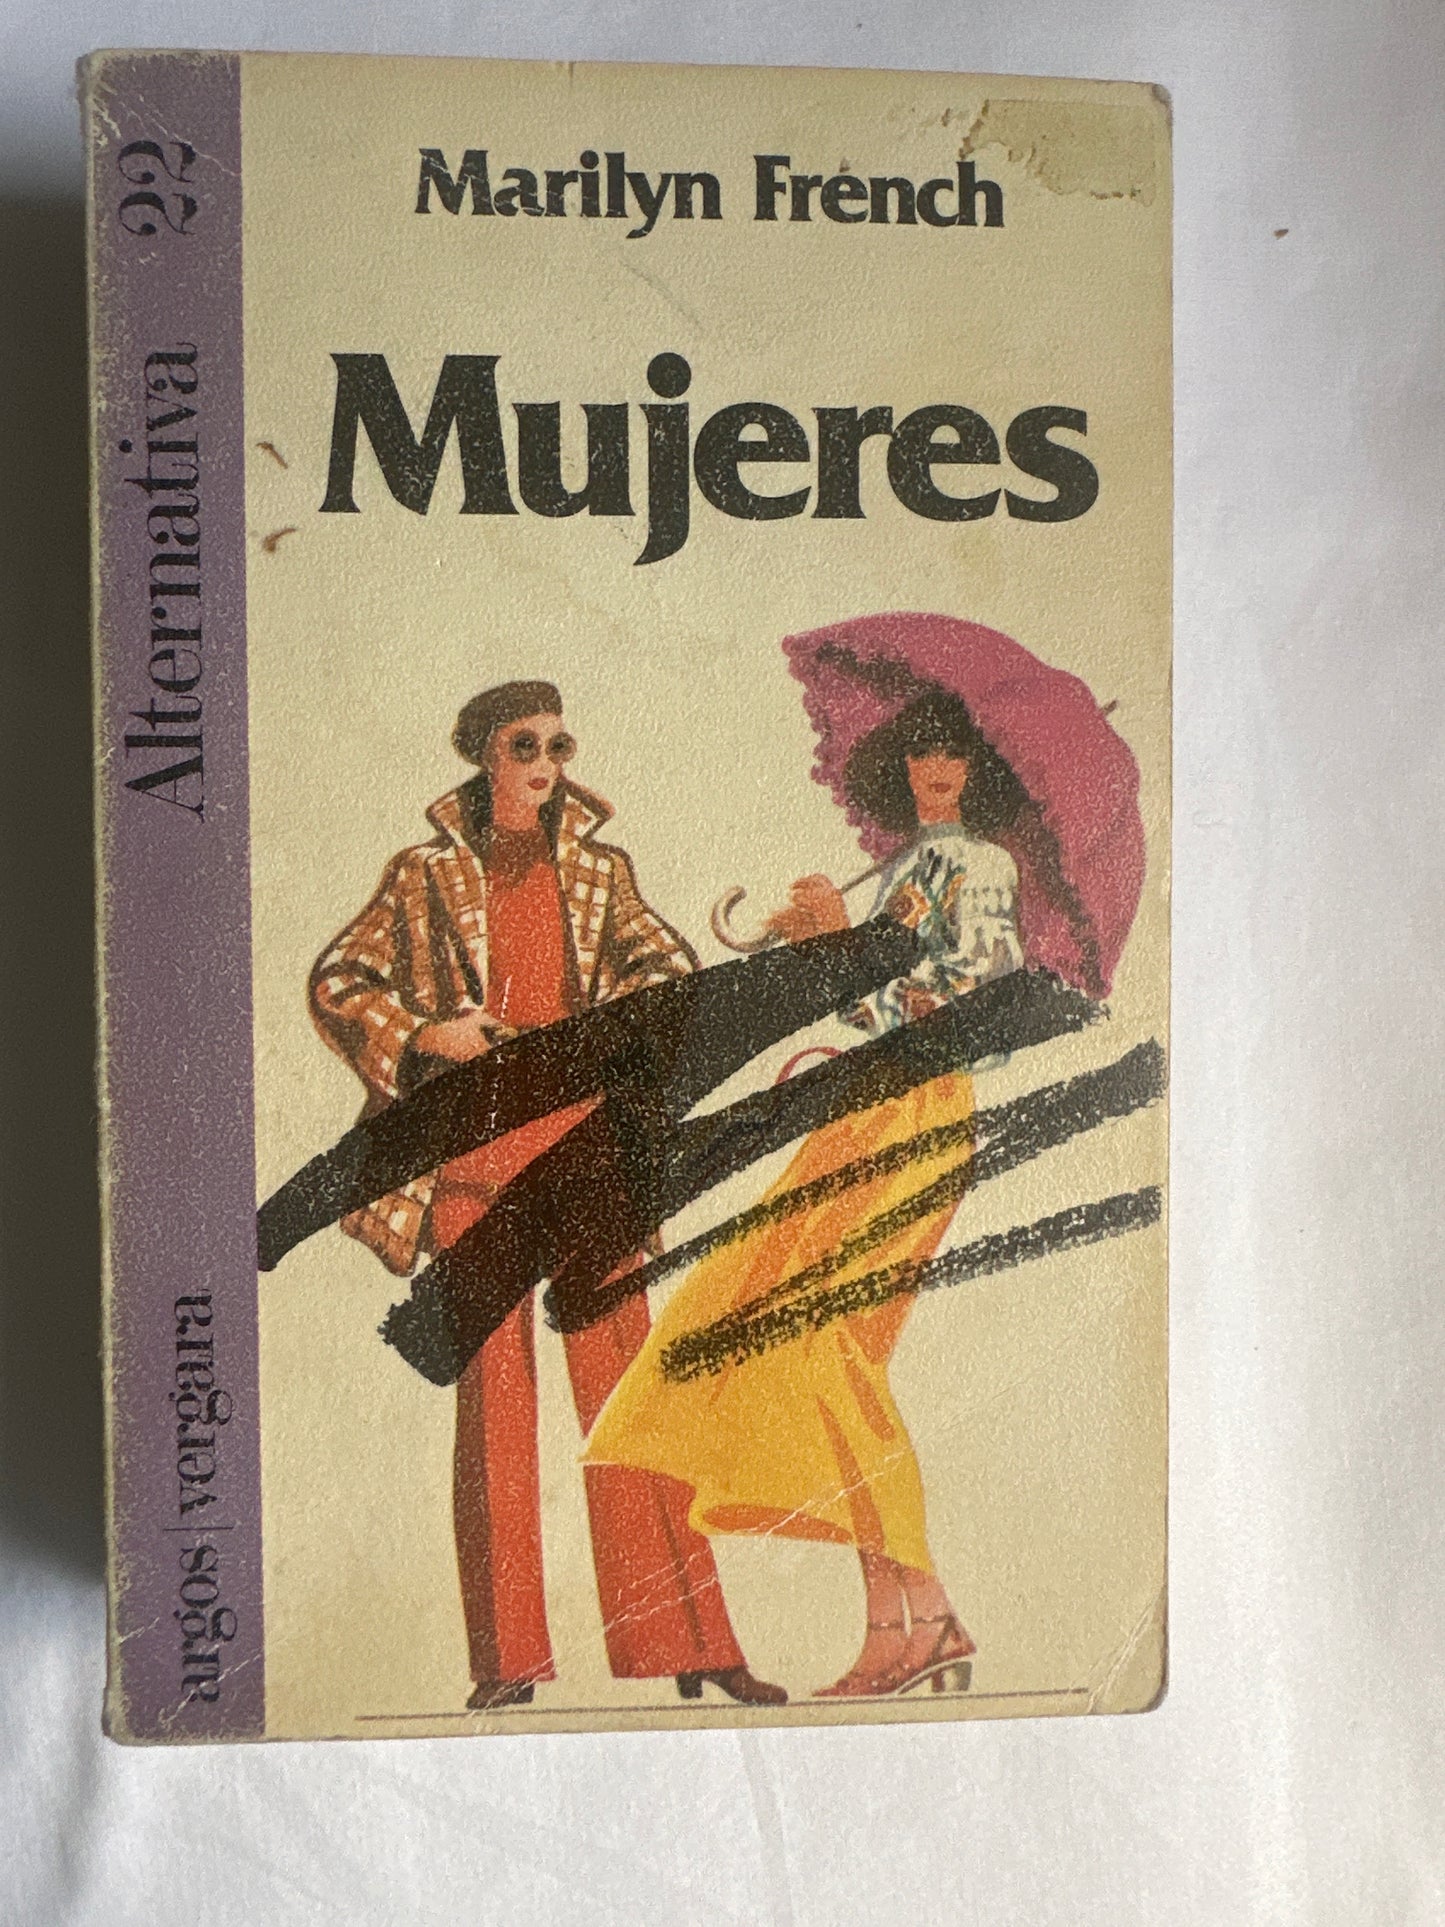 Marilyn French
Mujeres
Alternativa 22
argos | vergara